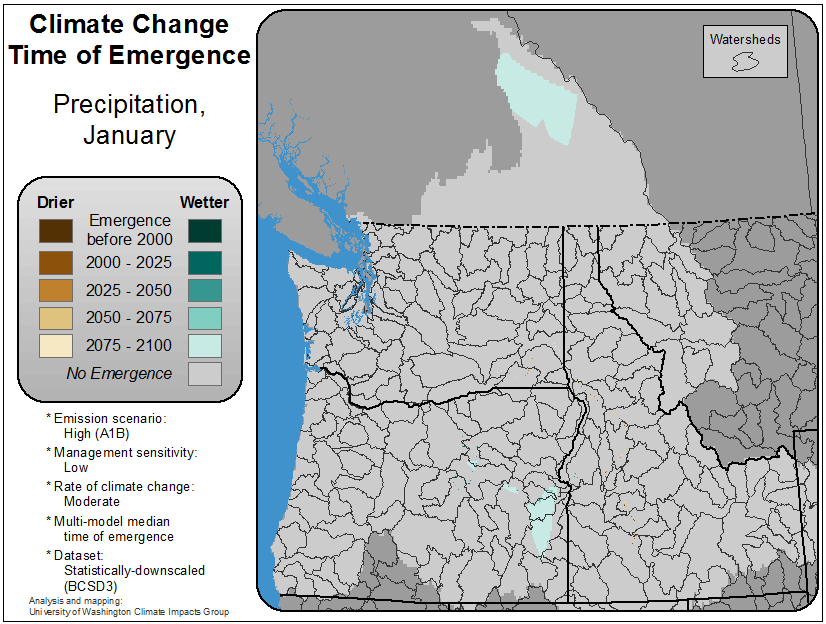 Climate Change
Time of Emergence
Precipitation,
January
Drier
Wetter
Emergence
before 2000
2000 - 2025
2025 - 2050
2050 - 2075
2075 - 2100
No Emergence
* Emission scenario:
High (A1B)
* Management sensitivity:
Low
* Rate of climate change:
Moderate
* Multi-model median
time of emergence
* Dataset:
Statistically-downscaled
(BCSD3)
Analysis and mapping:
University of Washington Climate Impacts Group
Watersheds